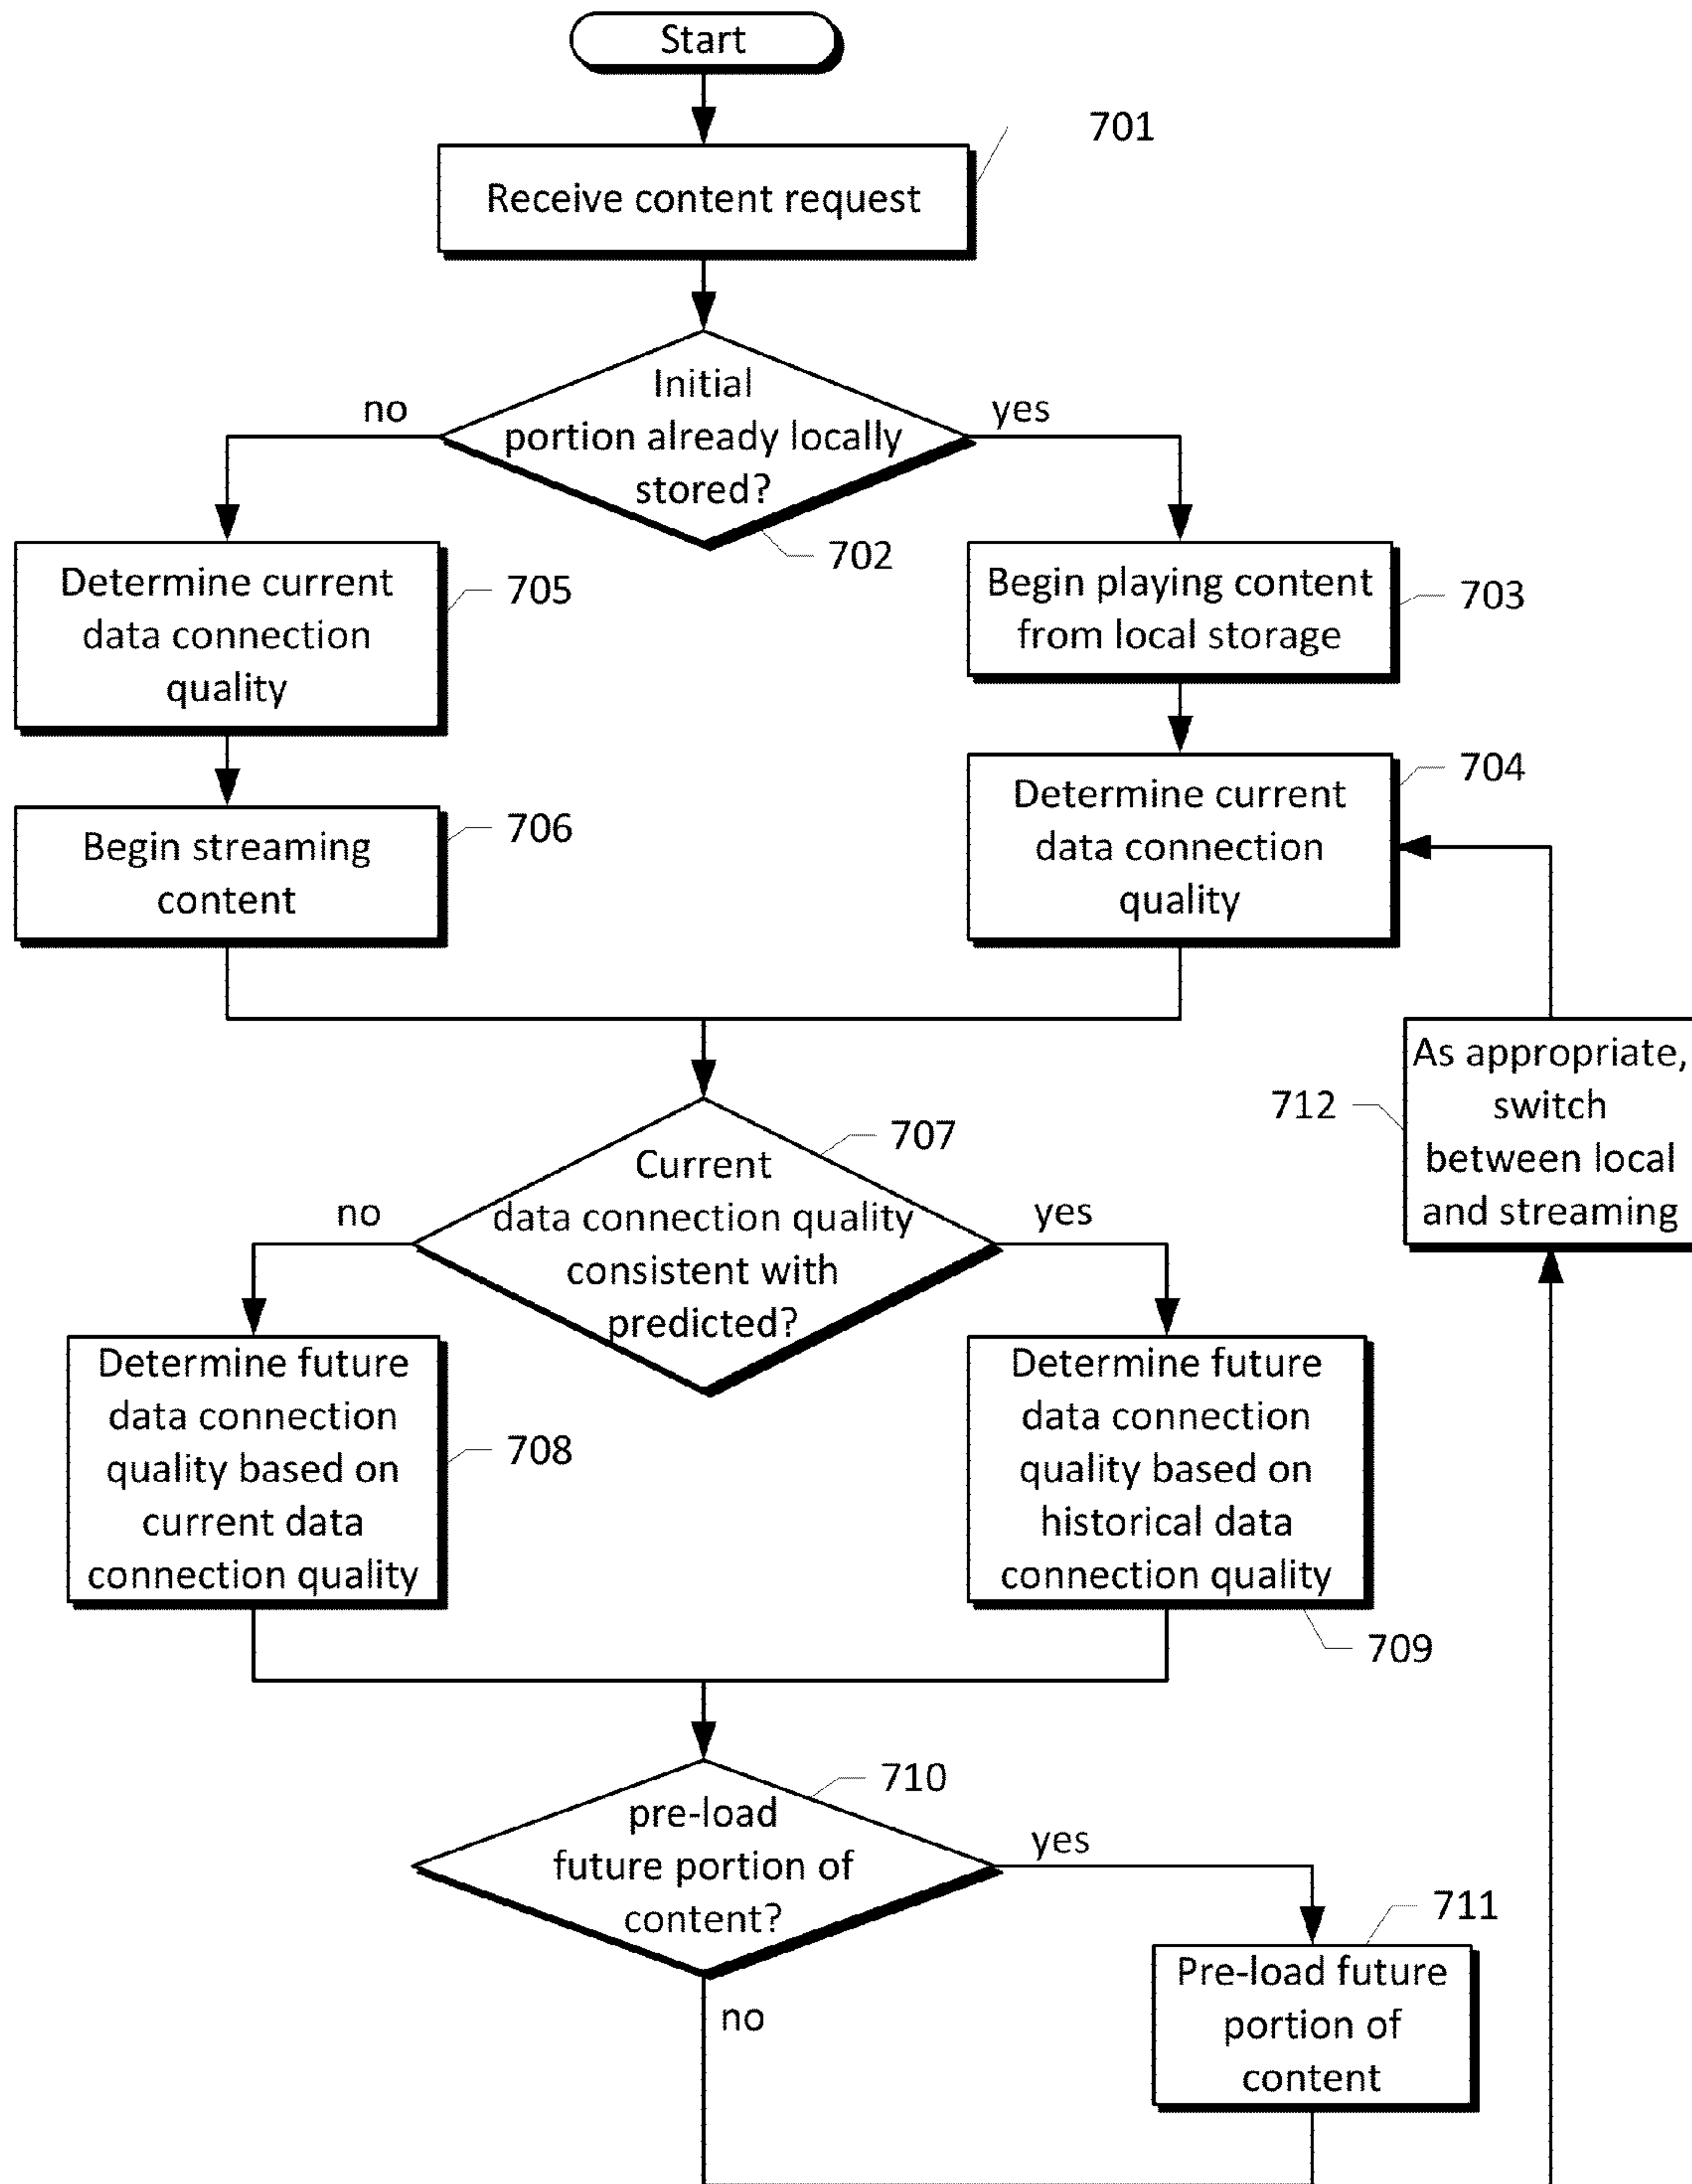 Start
701
Receive content request
Initial
portion already locally
stored?
no
yes
702
Determine current
data connection
quality
705
Begin playing content
from local storage
703
Begin streaming
content
706
Determine current
data connection
quality
704
As appropriate,
switch
between local
and streaming
712
Current
data connection quality
consistent with
predicted?
707
no
yes
Determine future
data connection
quality based on
current data
connection quality
708
Determine future
data connection
quality based on
historical data
connection quality
709
pre-load
future portion of
content?
710
yes
no
711
Pre-load future
portion of
content